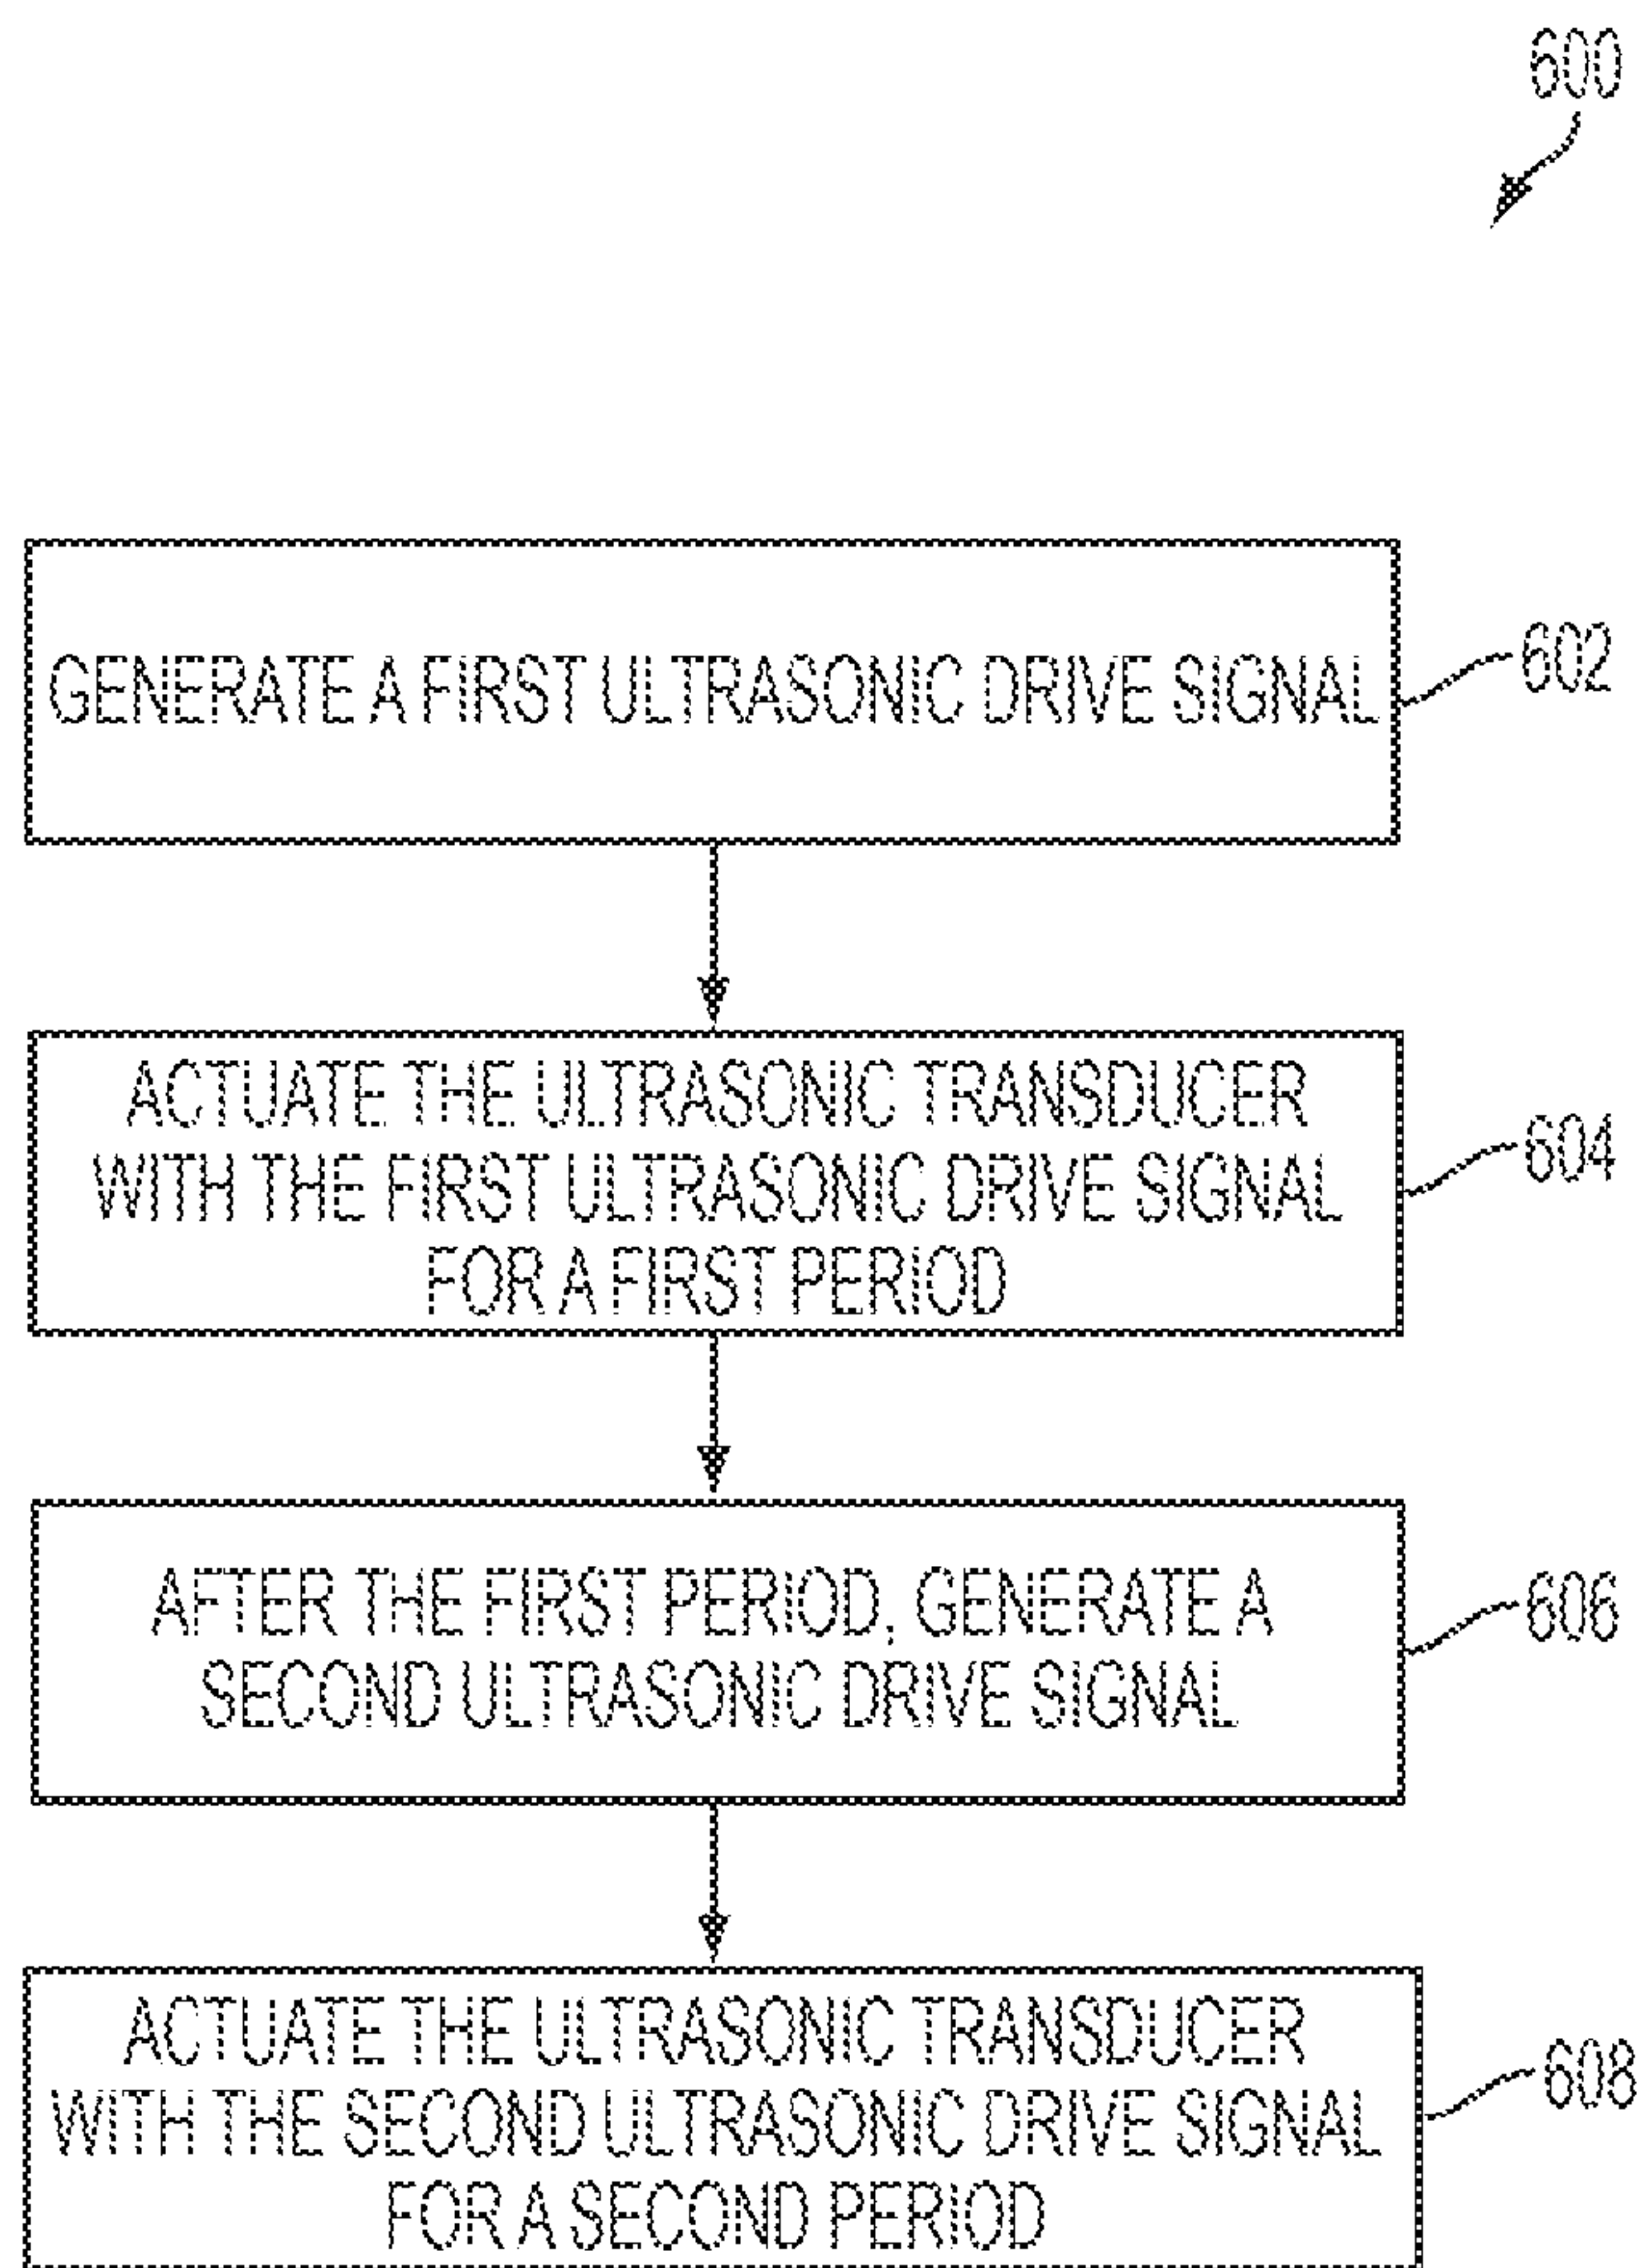 600
GENERATE A FIRST ULTRASONIC DRIVE SIGNAL
602
ACTUATE THE ULTRASONIC TRANSDUCER
WITH THE FIRST ULTRASONIC DRIVE SIGNAL
FOR A FIRST PERIOD
604
AFTER THE FIRST PERIOD, GENERATE A
SECOND ULTRASONIC DRIVE SIGNAL
606
ACTUATE THE ULTRASONIC TRANSDUCER
WITH THE SECOND ULTRASONIC DRIVE SIGNAL
FOR A SECOND PERIOD
608